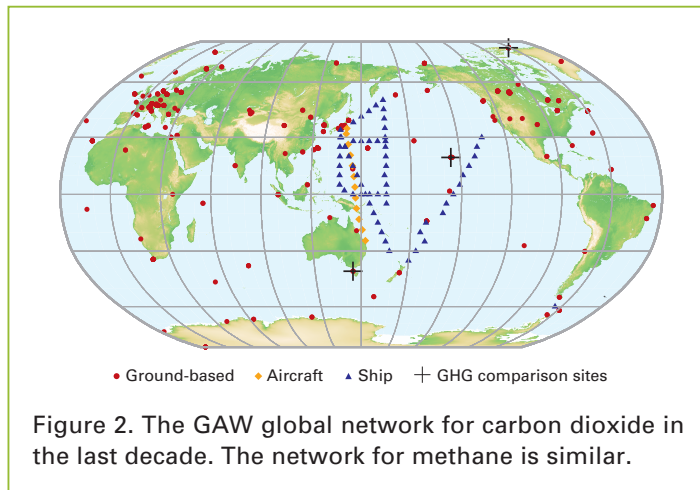 Ground-based Aircraft Ship GHG comparison sites
Figure 2. The GAW global network for carbon dioxide in
the last decade. The network for methane is similar.